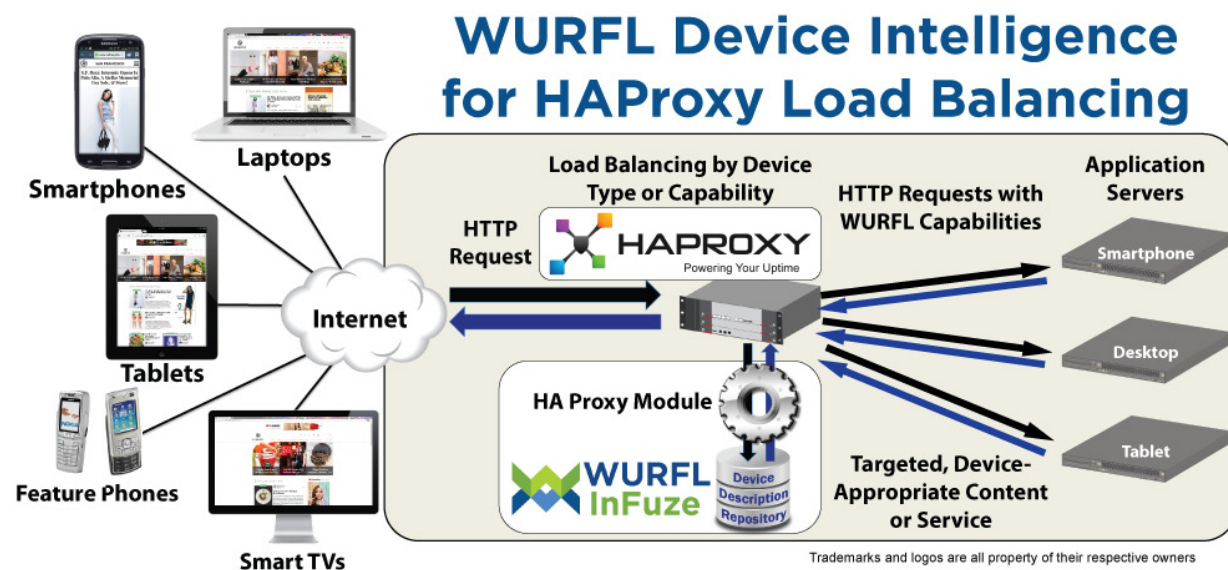 WURFL Device Intelligence
for HAProxy Load Balancing
Smartphones
Laptops
Tablets
Feature Phones
Smart TVs
Internet
HTTP
Request
Load Balancing by Device
Type or Capability
HAPROXY
Powering Your Uptime
HTTP Requests with
WURFL Capabilities
Application
Servers
Smartphone
Desktop
Tablet
HA Proxy Module
WURFL
InFuze
Device
Description
Repository
Targeted, Device-
Appropriate Content
or Service
Trademarks and logos are all property of their respective owners